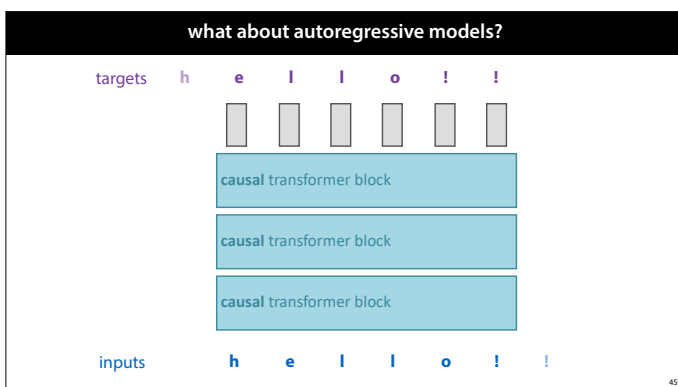 what about autoregressive models?
targets h e l l o ! !
causal transformer block
causal transformer block
causal transformer block
inputs h e l l o ! !
45